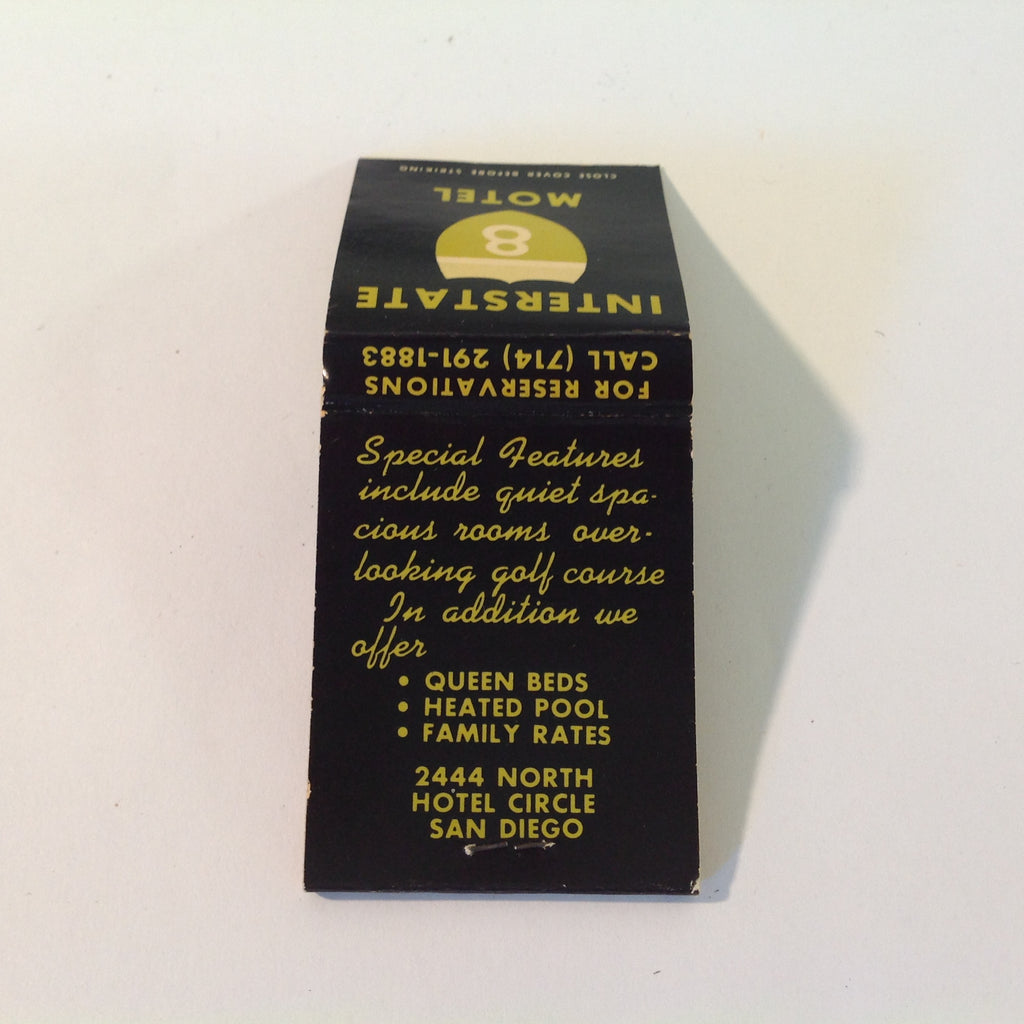 CLOSE COVER BEFORE STRIKING
MOTEL
8
INTERSTATE
CALL (714) 291-1883
FOR RESERVATIONS
Special Features
include quiet spa-
cious rooms over-
looking golf course
In addition we
offer
• QUEEN BEDS
• HEATED POOL
• FAMILY RATES
2444 NORTH
HOTEL CIRCLE
SAN DIEGO